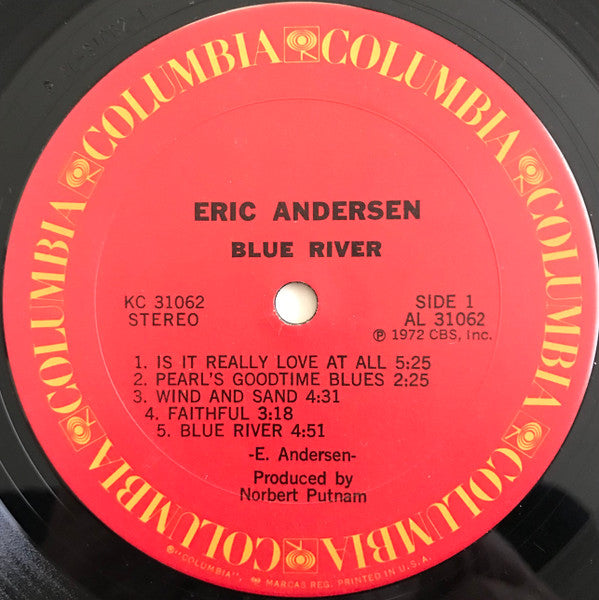 COLUMBIA COLUMBIA COLUMBIA COLUMBIA COLUMBIA COLUMBIA
ERIC ANDERSEN
BLUE RIVER
KC 31062
STEREO
SIDE 1
AL 31062
℗ 1972 CBS, Inc.
1. IS IT REALLY LOVE AT ALL 5:25
2. PEARL'S GOODTIME BLUES 2:25
3. WIND AND SAND 4:31
4. FAITHFUL 3:18
5. BLUE RIVER 4:51
-E. Andersen-
Produced by
Norbert Putnam
®"COLUMBIA", MARCAS REG. PRINTED IN U.S.A.